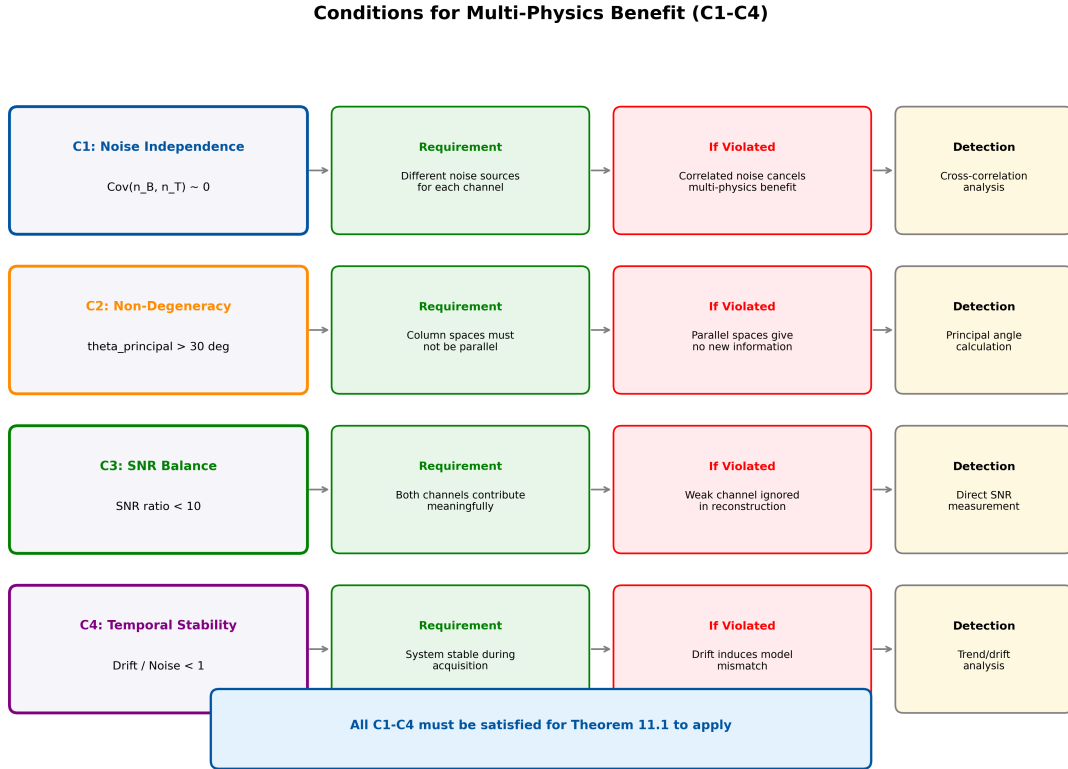 Conditions for Multi-Physics Benefit (C1-C4)
C1: Noise Independence
Cov(n_B, n_T) ~ 0
Requirement
Different noise sources
for each channel
If Violated
Correlated noise cancels
multi-physics benefit
Detection
Cross-correlation
analysis
C2: Non-Degeneracy
theta_principal > 30 deg
Requirement
Column spaces must
not be parallel
If Violated
Parallel spaces give
no new information
Detection
Principal angle
calculation
C3: SNR Balance
SNR ratio < 10
Requirement
Both channels contribute
meaningfully
If Violated
Weak channel ignored
in reconstruction
Detection
Direct SNR
measurement
C4: Temporal Stability
Drift / Noise < 1
Requirement
System stable during
acquisition
If Violated
Drift induces model
mismatch
Detection
Trend/drift
analysis
All C1-C4 must be satisfied for Theorem 11.1 to apply